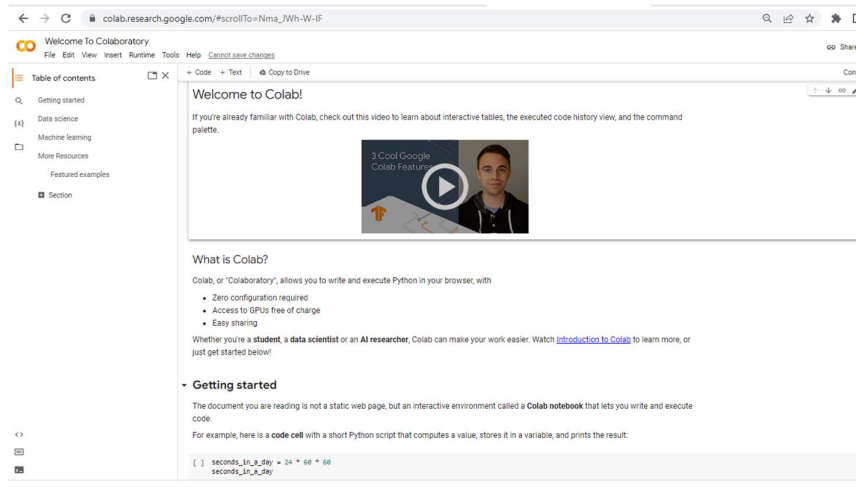 colab.research.google.com/#scrollTo=Nma_JWh-W-IF
Welcome To Colaboratory
File Edit View Insert Runtime Tools Help Cannot save changes
Share
Table of contents
+ Code + Text Copy to Drive
Con
Getting started
Data science
Machine learning
More Resources
Featured examples
Section
Welcome to Colab!
If you're already familiar with Colab, check out this video to learn about interactive tables, the executed code history view, and the command
palette.
3 Cool Google
Colab Features
What is Colab?
Colab, or "Colaboratory", allows you to write and execute Python in your browser, with
• Zero configuration required
• Access to GPUs free of charge
• Easy sharing
Whether you're a student, a data scientist or an AI researcher, Colab can make your work easier. Watch Introduction to Colab to learn more, or
just get started below!
Getting started
The document you are reading is not a static web page, but an interactive environment called a Colab notebook that lets you write and execute
code.
For example, here is a code cell with a short Python script that computes a value, stores it in a variable, and prints the result:
[ ] seconds_in_a_day = 24 * 60 * 60
seconds_in_a_day